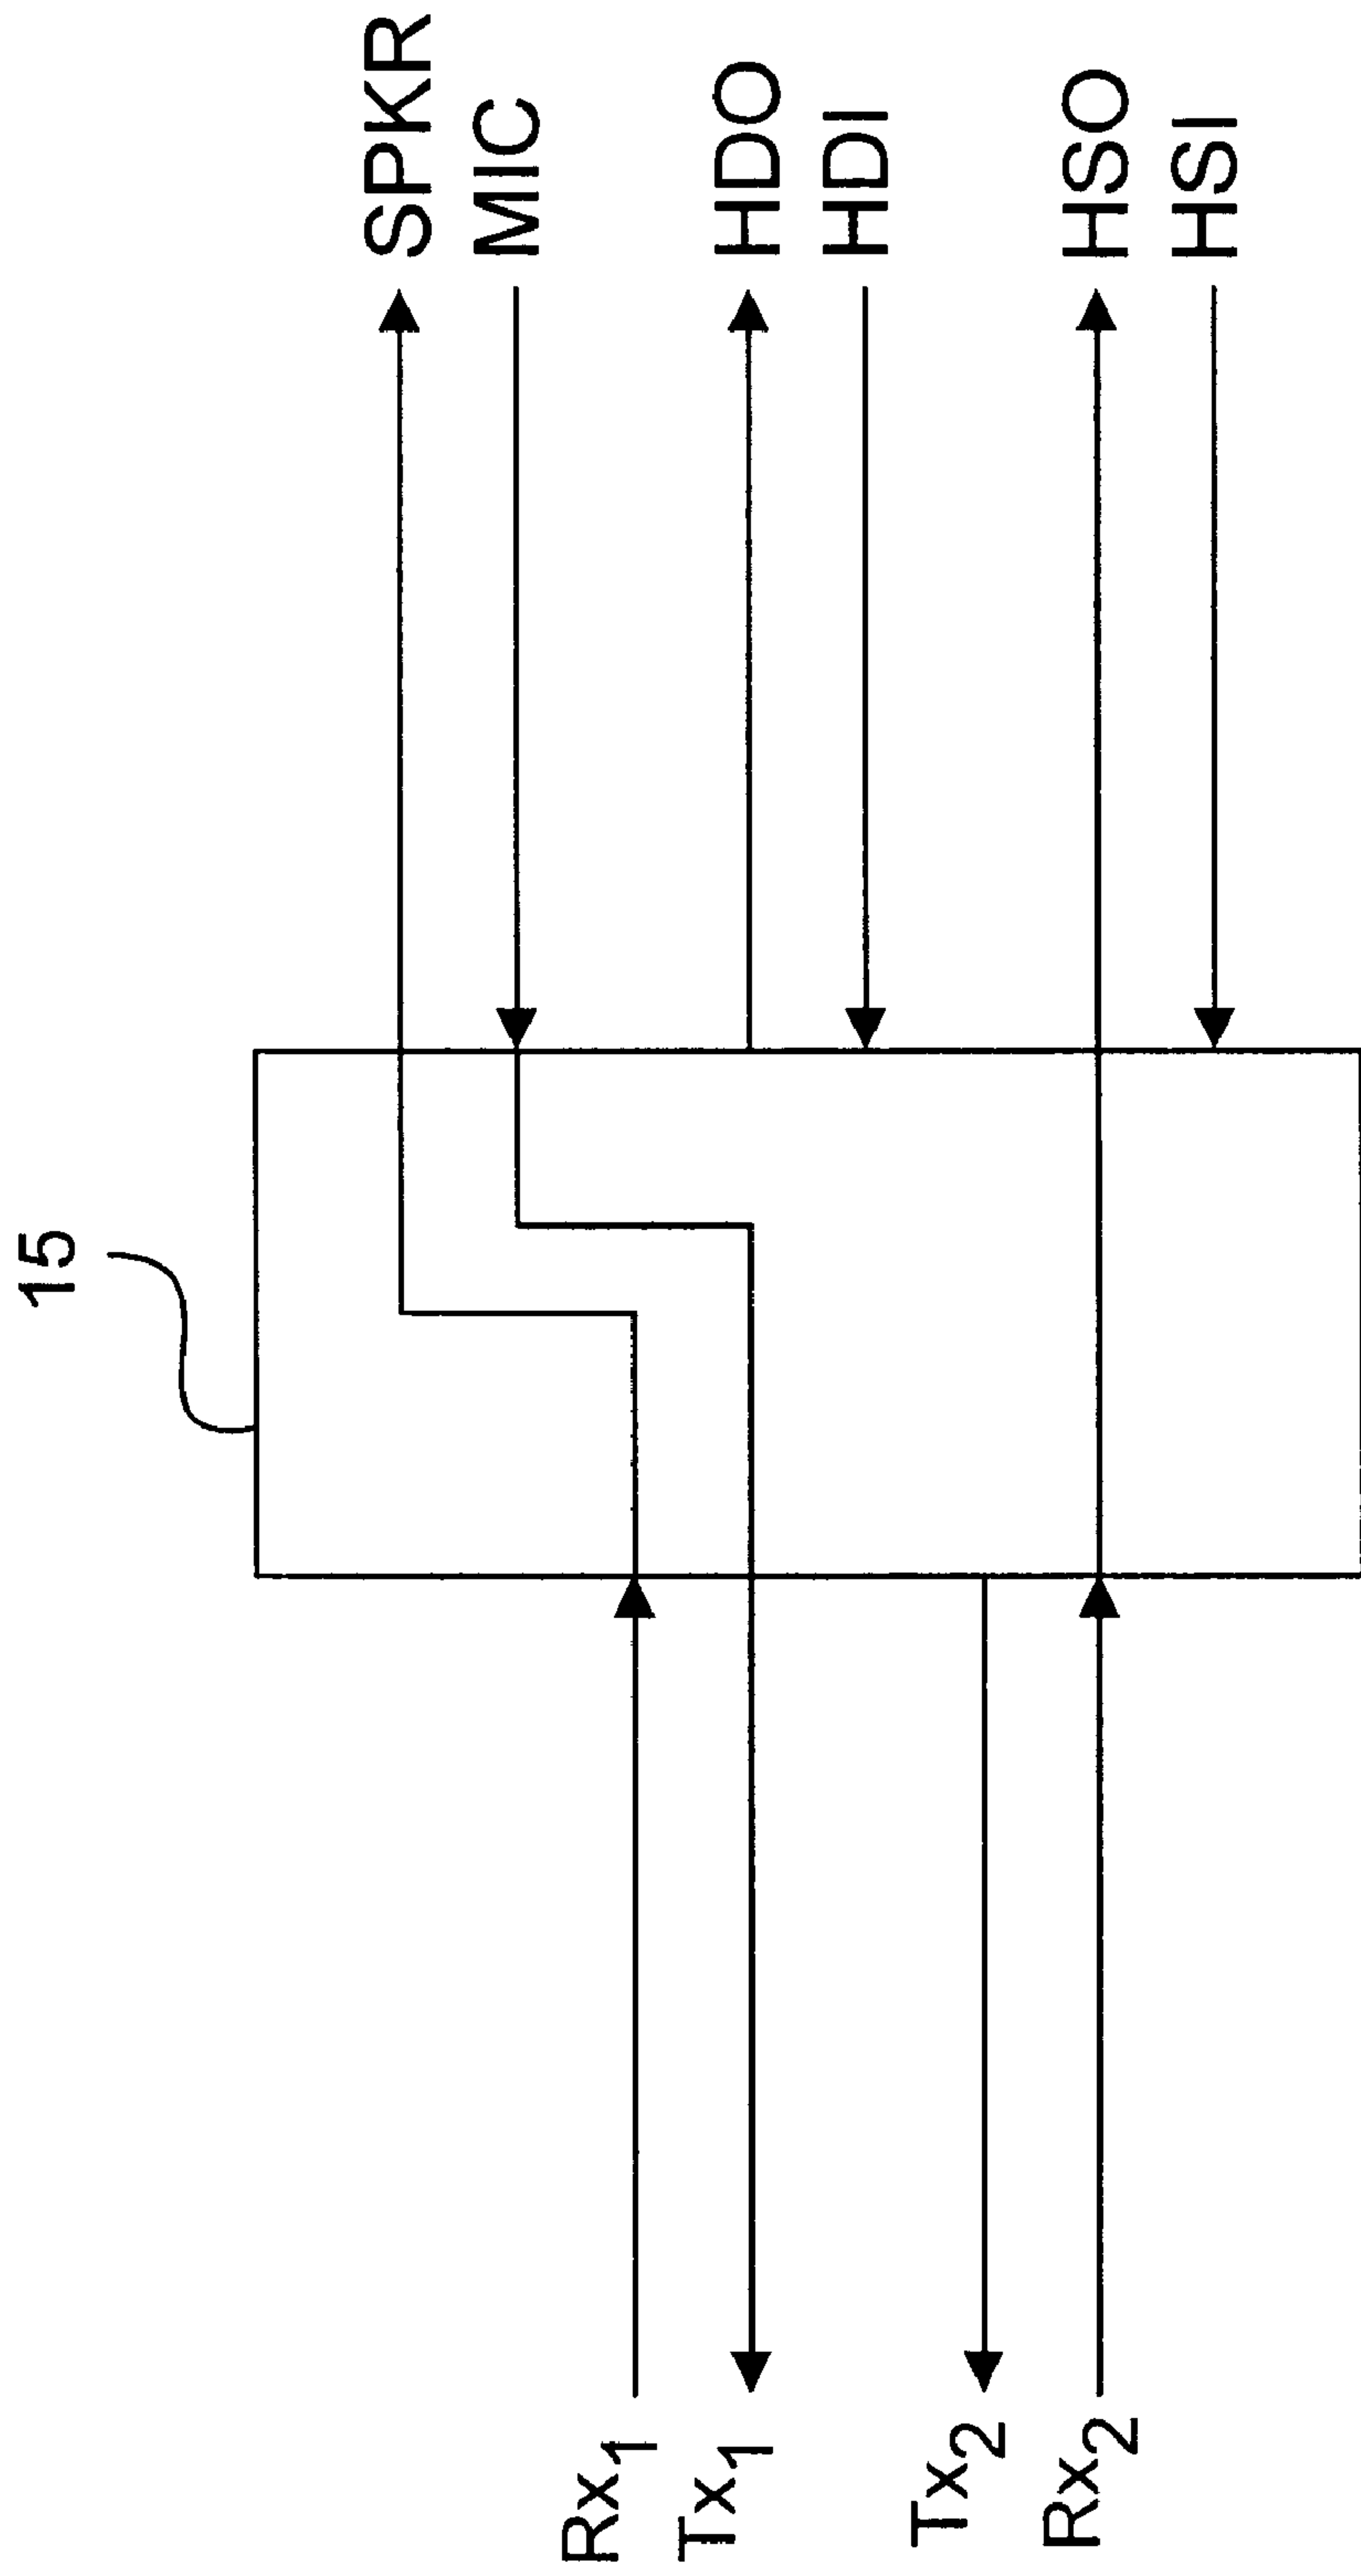 15
SPKR
MIC
HDO
HDI
HSO
HSI
Rx1
Tx1
Tx2
Rx2